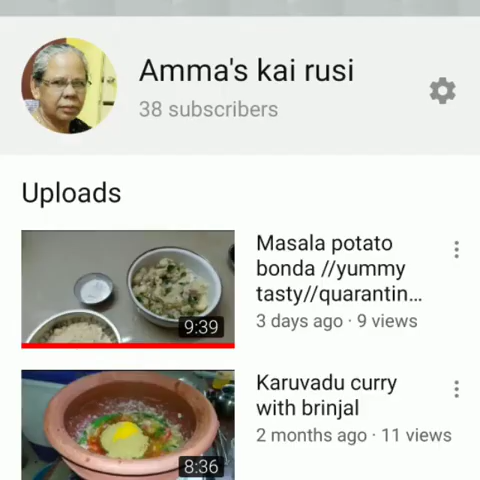 Amma's kai rusi
38 subscribers
Uploads
Masala potato
bonda //yummy
tasty//quarantin...
3 days ago · 9 views
9:39
Karuvadu curry
with brinjal
2 months ago · 11 views
8:36